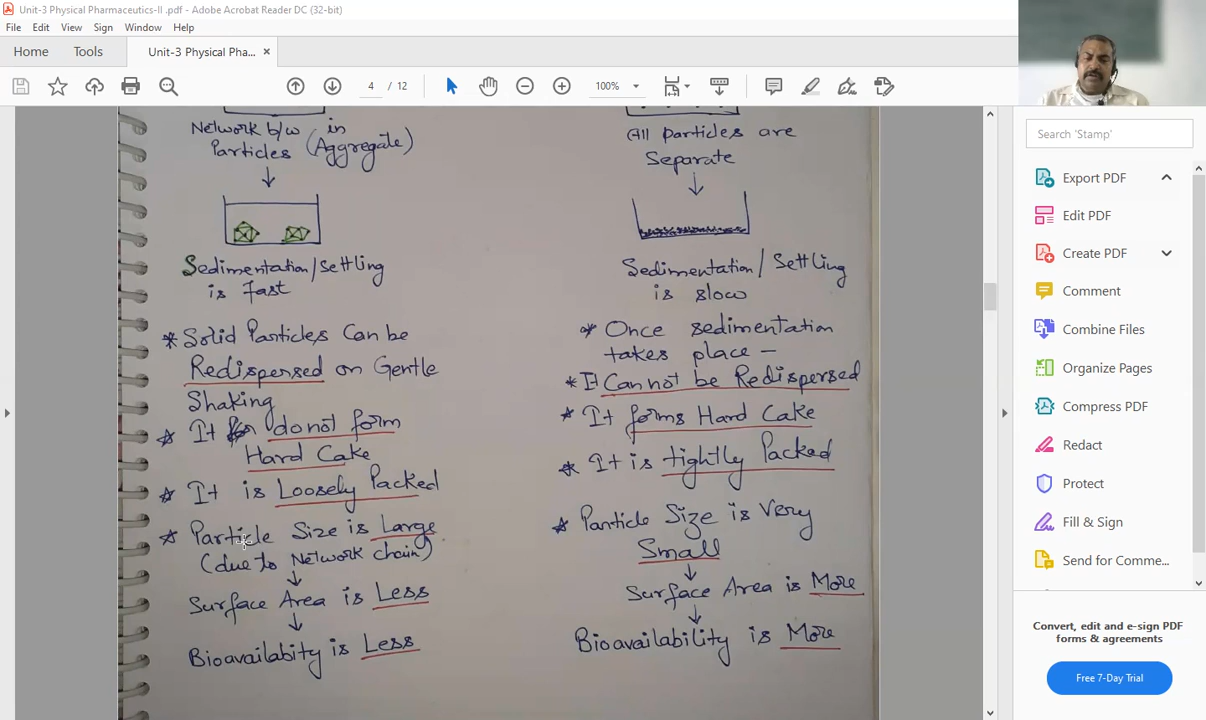 Unit-3 Physical Pharmaceutics-II .pdf - Adobe Acrobat Reader DC (32-bit)
File Edit View Sign Window Help
Home Tools Unit-3 Physical Pha... ×
4 / 12 100%
Network b/w in
Particles (Aggregate)
Sedimentation/Settling
is Fast
* Solid Particles Can be
Redispersed on Gentle
Shaking
* It do not form
Hard Cake
* It is Loosely Packed
* Particle Size is Large
(due to Network chain)
Surface Area is Less
Bioavailabity is Less
(All particles are
Separate
Sedimentation/Settling
is slow
* Once sedimentation
takes place –
* It Cannot be Redispersed
* It forms Hard Cake
* It is tightly Packed
* Particle Size is Very
Small
Surface Area is More
Bioavailability is More
Search 'Stamp'
Export PDF
Edit PDF
Create PDF
Comment
Combine Files
Organize Pages
Compress PDF
Redact
Protect
Fill & Sign
Send for Comme...
Convert, edit and e-sign PDF
forms & agreements
Free 7-Day Trial